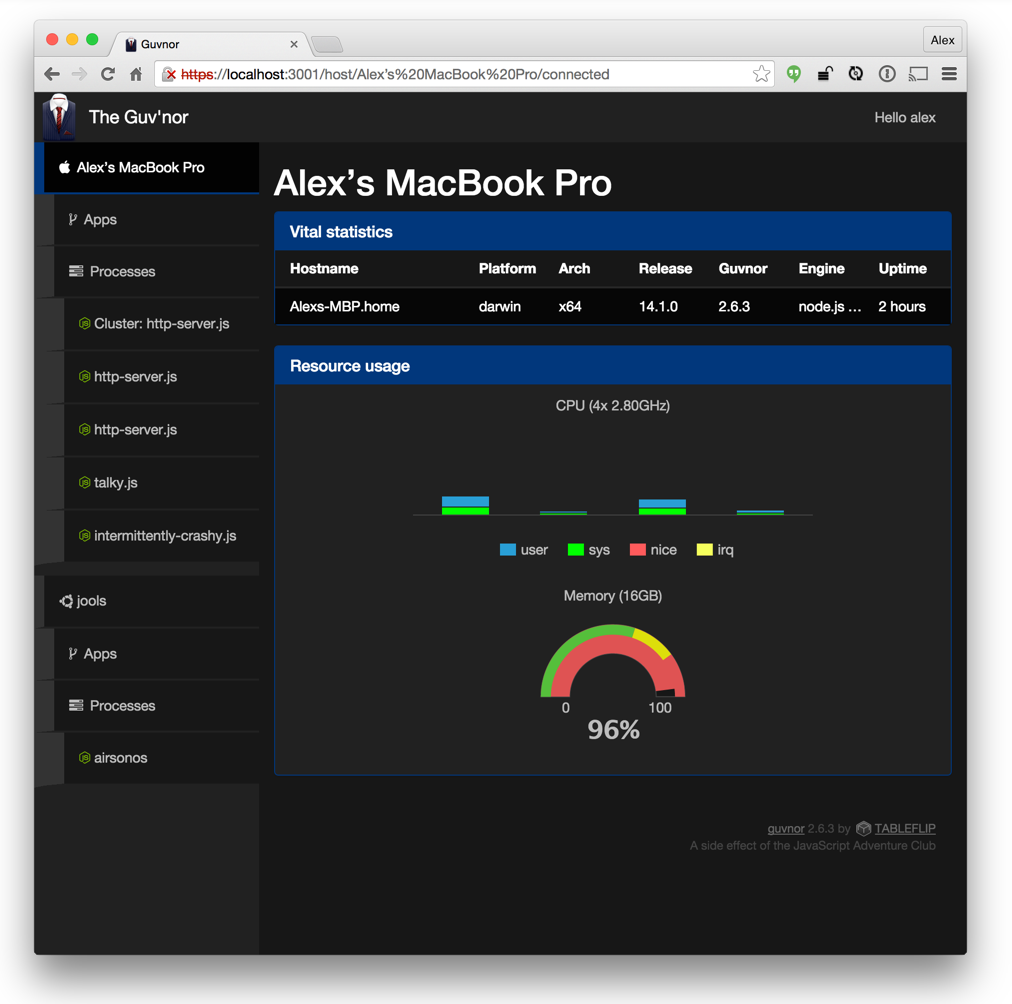 Guvnor
Alex
https://localhost:3001/host/Alex's%20MacBook%20Pro/connected
The Guv'nor
Hello alex
Alex’s MacBook Pro
Apps
Processes
Cluster: http-server.js
http-server.js
http-server.js
talky.js
intermittently-crashy.js
jools
Apps
Processes
airsonos
Alex’s MacBook Pro
Vital statistics
Hostname Platform Arch Release Guvnor Engine Uptime
Alexs-MBP.home darwin x64 14.1.0 2.6.3 node.js ... 2 hours
Resource usage
CPU (4x 2.80GHz)
user sys nice irq
Memory (16GB)
0 100
96%
guvnor 2.6.3 by TABLEFLIP
A side effect of the JavaScript Adventure Club